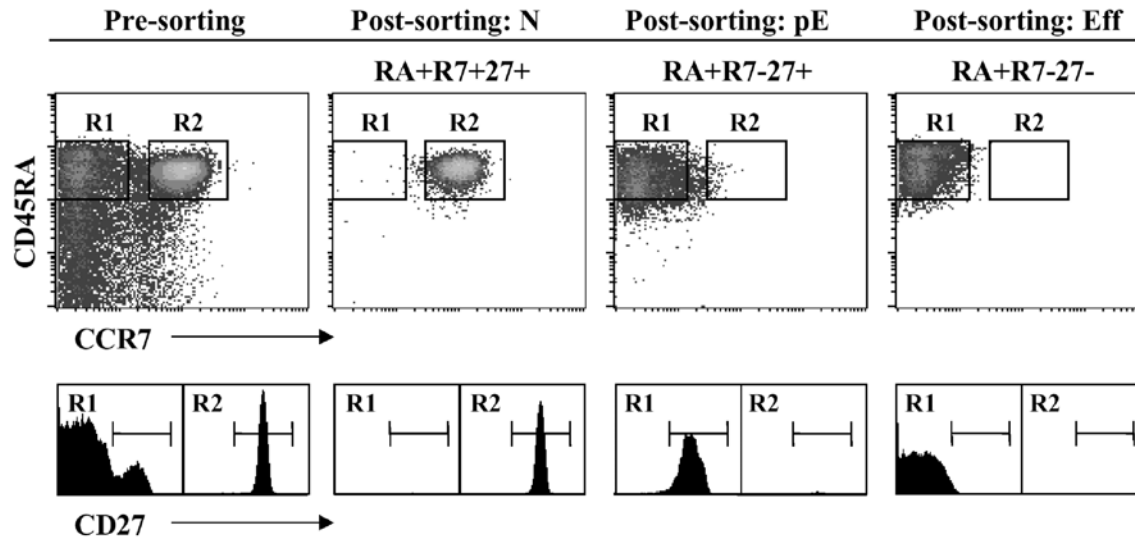 Pre-sorting Post-sorting: N Post-sorting: pE Post-sorting: Eff
RA+R7+27+ RA+R7-27+ RA+R7-27-
R1 R2 R1 R2 R1 R2 R1 R2
CD45RA
CCR7
R1 R2 R1 R2 R1 R2 R1 R2
CD27